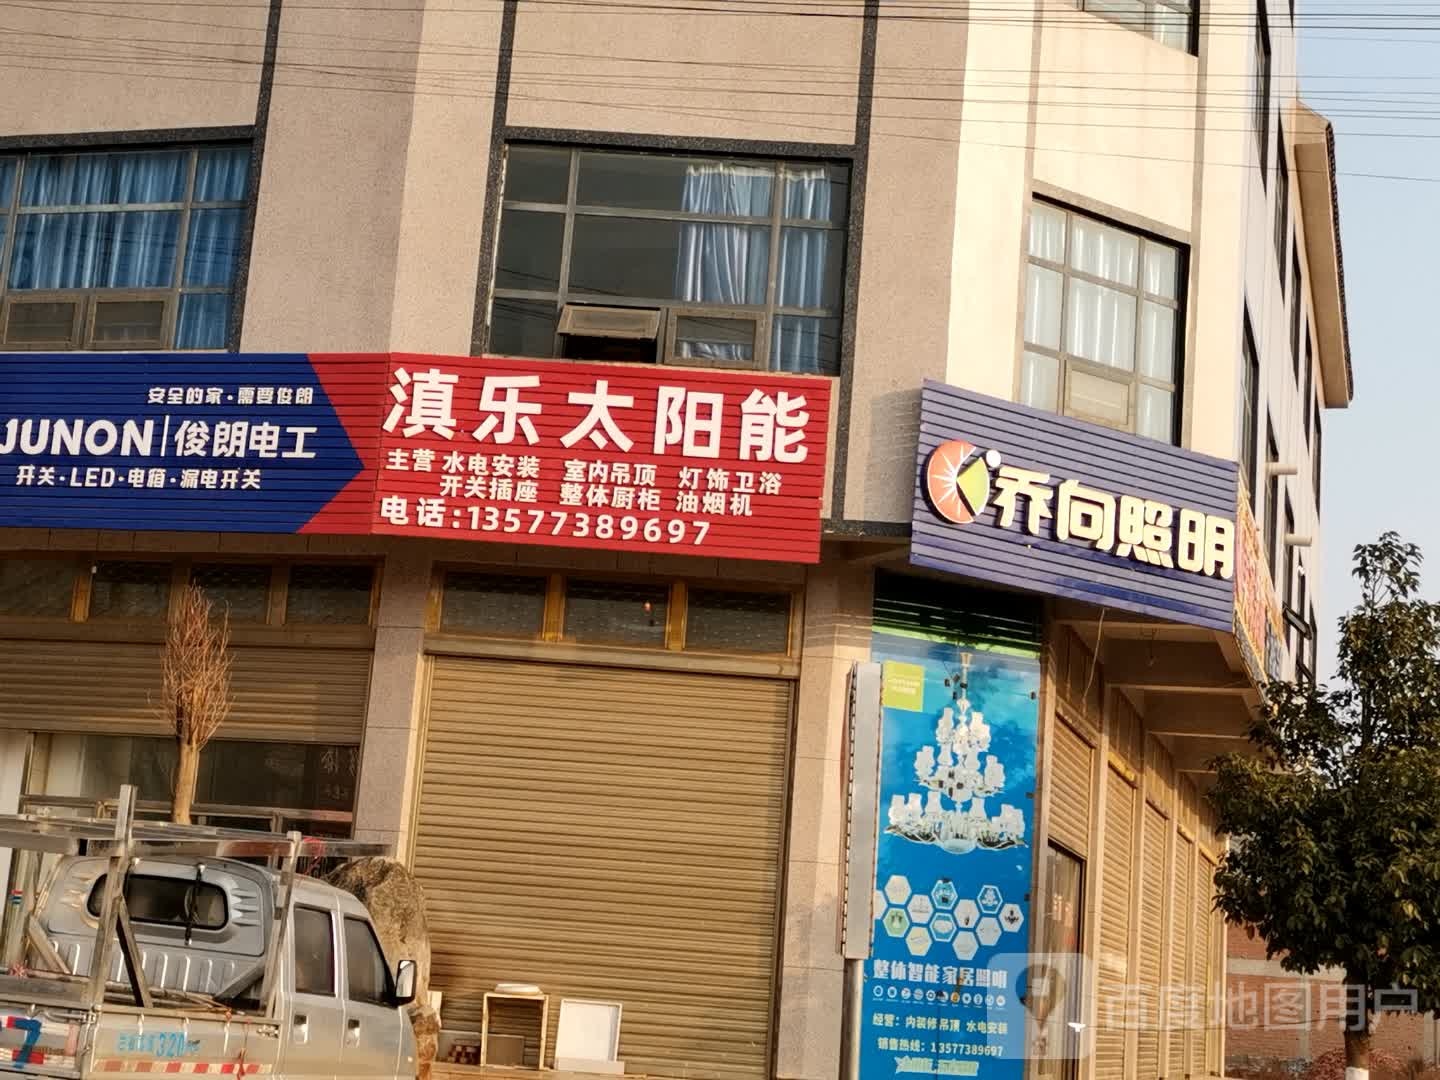 安全的家·需要俊朗
JUNON|俊朗电工
开关·LED·电箱·漏电开关
滇乐太阳能
主营 水电安装 室内吊顶 灯饰卫浴
开关插座 整体厨柜 油烟机
电话:13577389697
乔向照明
整体智能家居照明
经营：内装修吊顶 水电安装
销售热线：13577389697
320
7
百度地图用户